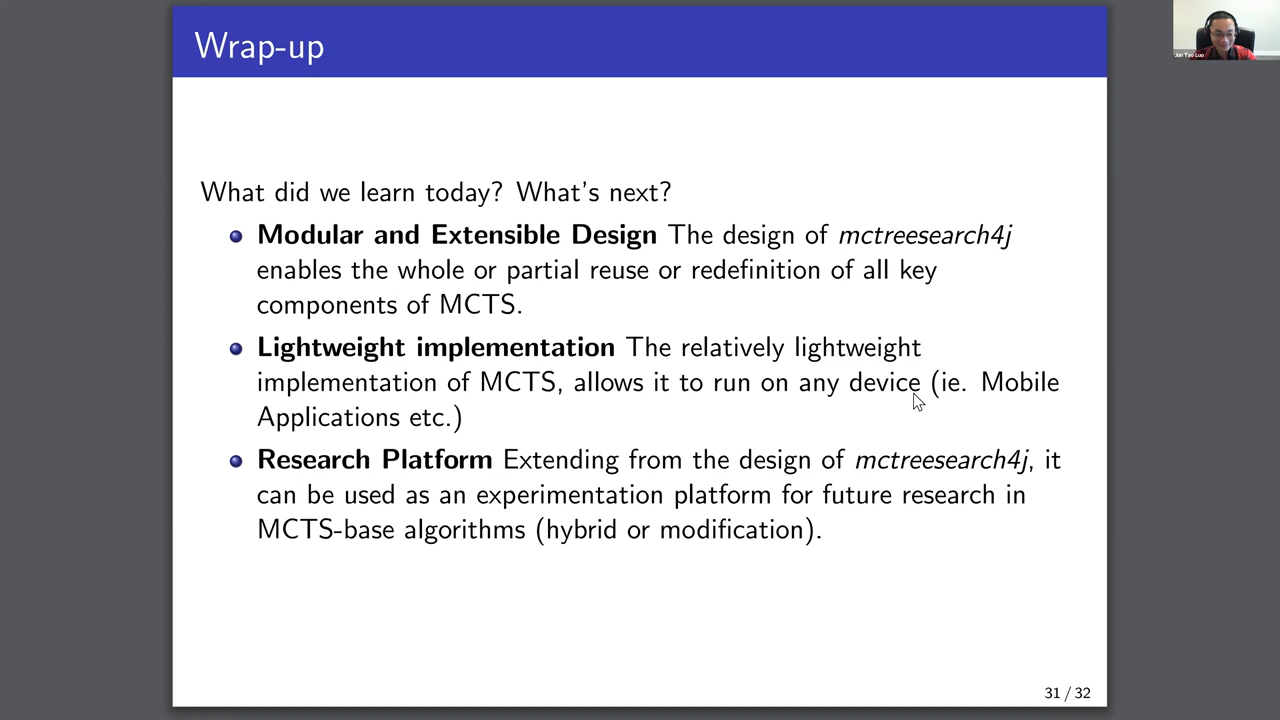 Wrap-up
Jun Tao Luo
What did we learn today? What's next?
Modular and Extensible Design The design of mctreesearch4j
enables the whole or partial reuse or redefinition of all key
components of MCTS.
Lightweight implementation The relatively lightweight
implementation of MCTS, allows it to run on any device (ie. Mobile
Applications etc.)
Research Platform Extending from the design of mctreesearch4j, it
can be used as an experimentation platform for future research in
MCTS-base algorithms (hybrid or modification).
31 / 32